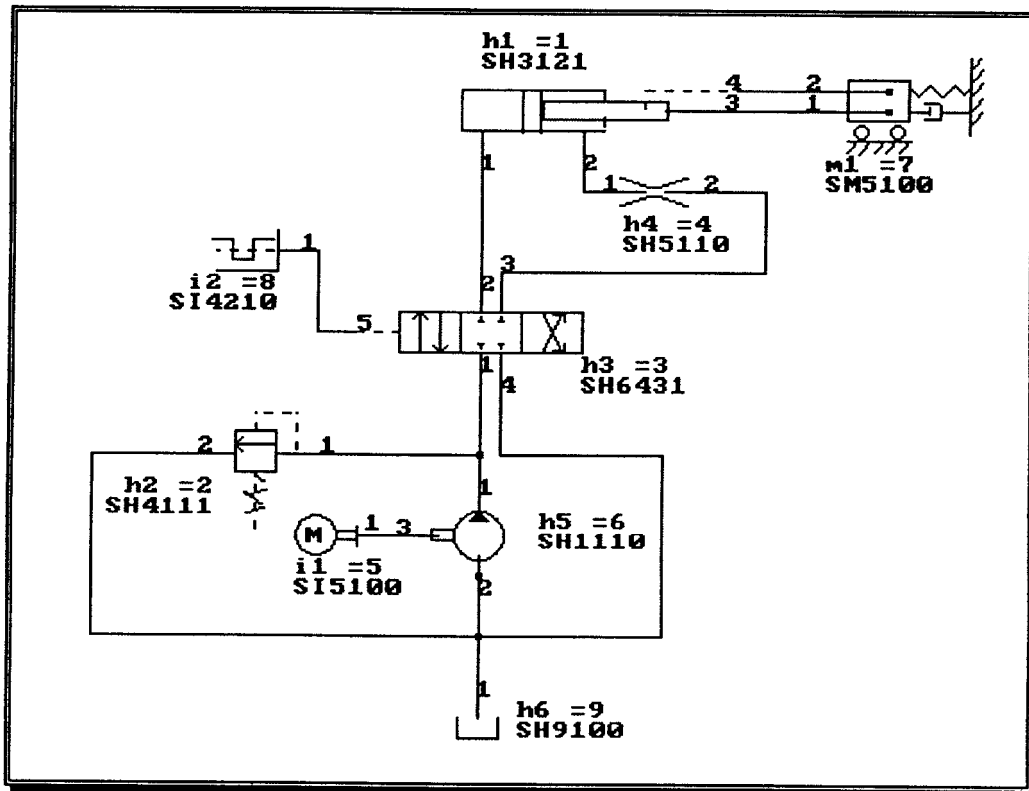 h1 =1
SH3121
4 2
3 1
1
2
m1 =7
SM5100
1 2
h4 =4
SH5110
1
i2 =8
SI4210
3
2
5
h3 =3
SH6431
1
4
2 1
h2 =2
SH4111
1
h5 =6
SH1110
M
1 3
i1 =5
SI5100
2
1
h6 =9
SH9100